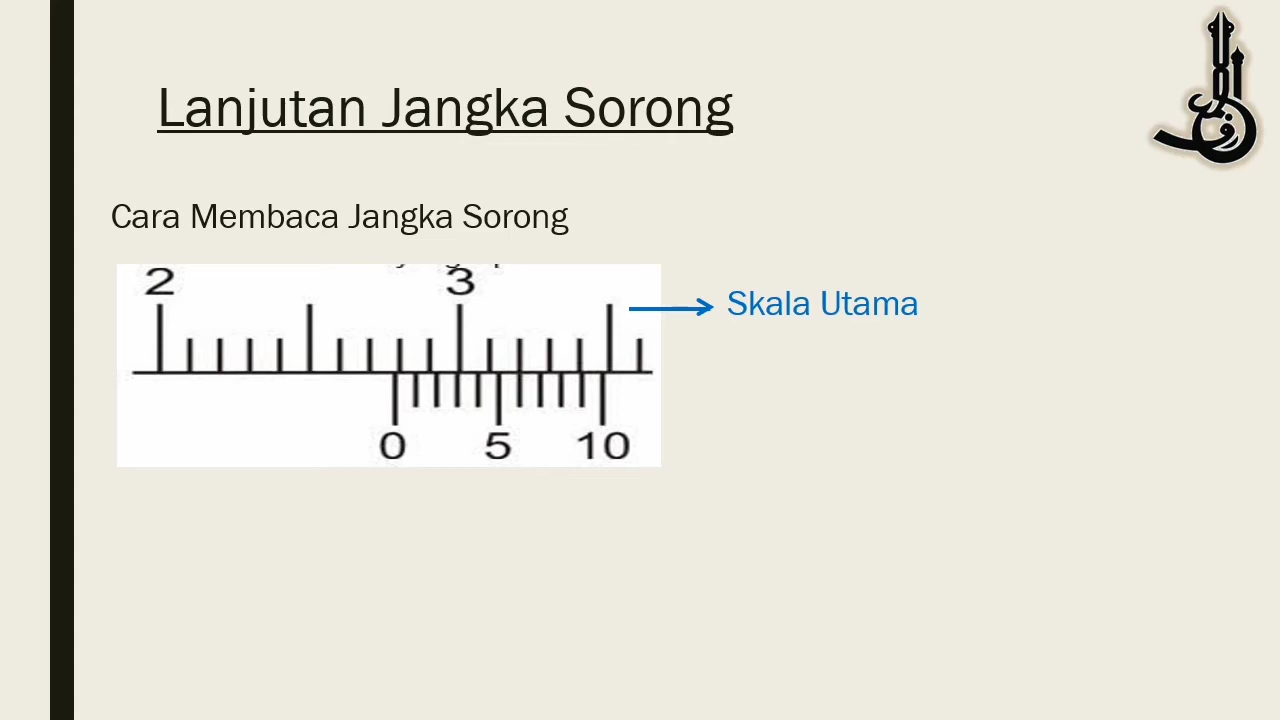 Lanjutan Jangka Sorong
Cara Membaca Jangka Sorong
2 3
Skala Utama
0 5 10